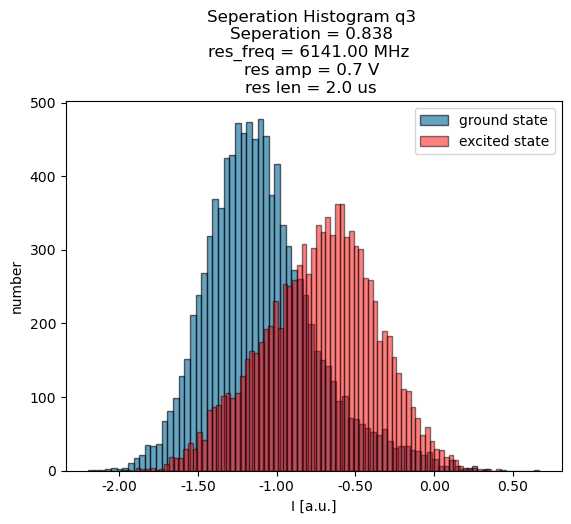 Seperation Histogram q3
Seperation = 0.838
res_freq = 6141.00 MHz
res amp = 0.7 V
res len = 2.0 us
ground state
excited state
number
500
400
300
200
100
0
-2.00 -1.50 -1.00 -0.50 0.00 0.50
I [a.u.]